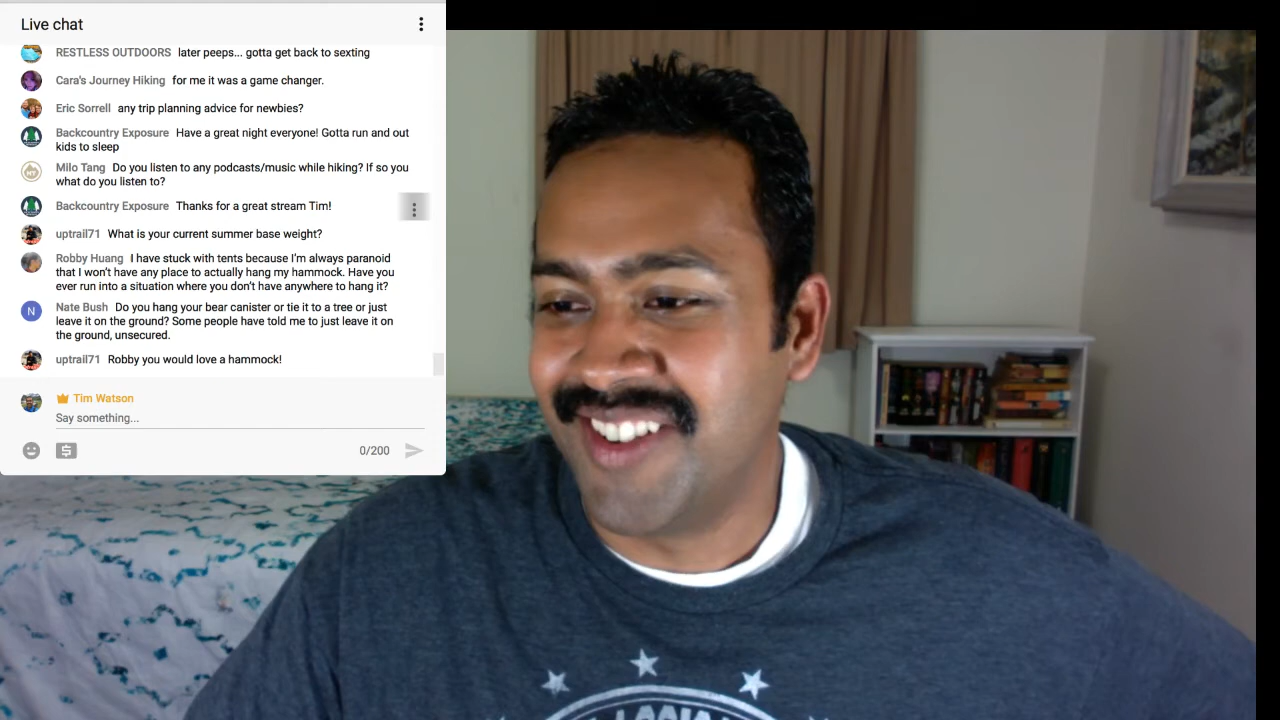 Live chat
RESTLESS OUTDOORS later peeps... gotta get back to sexting
Cara's Journey Hiking for me it was a game changer.
Eric Sorrell any trip planning advice for newbies?
Backcountry Exposure Have a great night everyone! Gotta run and out
kids to sleep
Milo Tang Do you listen to any podcasts/music while hiking? If so you
what do you listen to?
Backcountry Exposure Thanks for a great stream Tim!
uptrail71 What is your current summer base weight?
Robby Huang I have stuck with tents because I'm always paranoid
that I won't have any place to actually hang my hammock. Have you
ever run into a situation where you don't have anywhere to hang it?
N
Nate Bush Do you hang your bear canister or tie it to a tree or just
leave it on the ground? Some people have told me to just leave it on
the ground, unsecured.
uptrail71 Robby you would love a hammock!
Tim Watson
Say something...
0/200